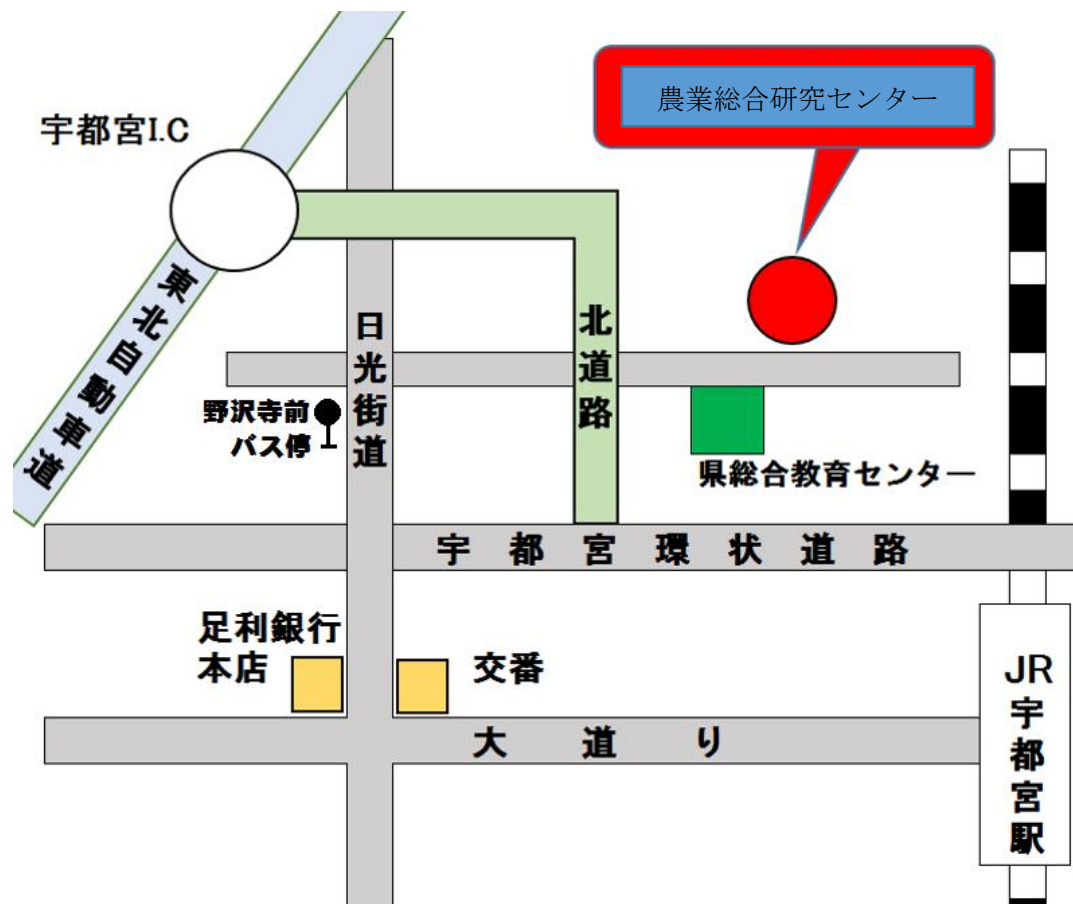 農業総合研究センター
宇都宮I.C
東北自動車道
日光街道
北道路
野沢寺前
バス停
県総合教育センター
宇都宮環状道路
足利銀行
本店
交番
大道り
JR宇都宮駅